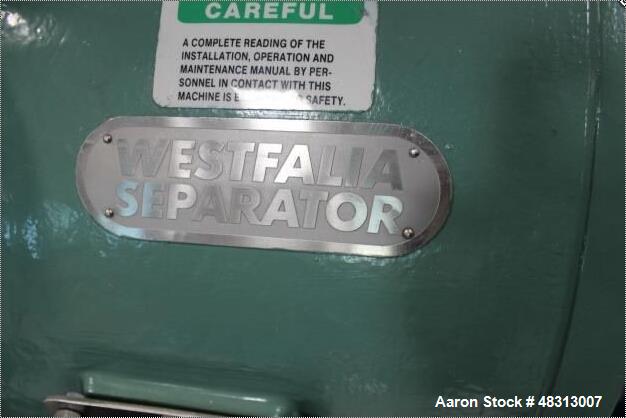 CAREFUL
A COMPLETE READING OF THE
INSTALLATION, OPERATION AND
MAINTENANCE MANUAL BY PER-
SONNEL IN CONTACT WITH THIS
MACHINE IS SAFETY.
WESTFALIA
SEPARATOR
Aaron Stock # 48313007